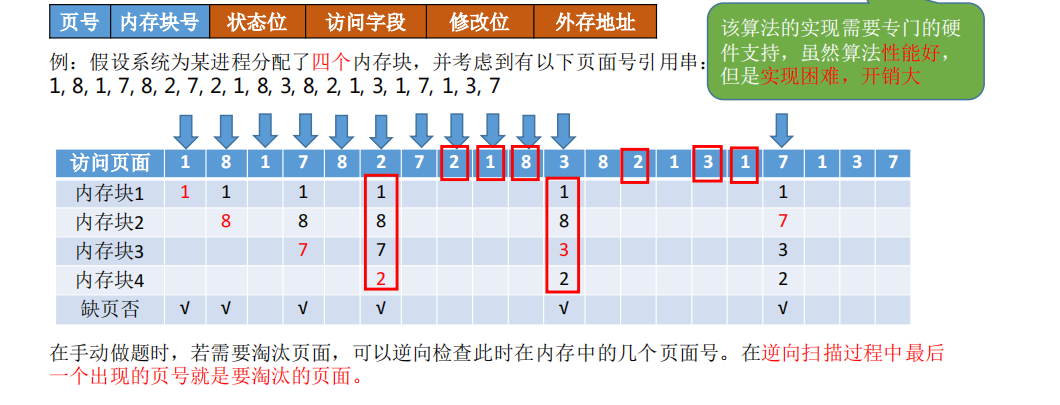 页号 内存块号 状态位 访问字段 修改位 外存地址
该算法的实现需要专门的硬
件支持，虽然算法性能好，
但是实现困难，开销大
例：假设系统为某进程分配了四个内存块，并考虑到有以下页面号引用串：
1, 8, 1, 7, 8, 2, 7, 2, 1, 8, 3, 8, 2, 1, 3, 1, 7, 1, 3, 7
访问页面 1 8 1 7 8 2 7 2 1 8 3 8 2 1 3 1 7 1 3 7
内存块1 1 1 1 1 1 1
内存块2 8 8 8 8 7
内存块3 7 7 3 3
内存块4 2 2 2
缺页否 √ √ √ √ √ √
在手动做题时，若需要淘汰页面，可以逆向检查此时在内存中的几个页面号。在逆向扫描过程中最后
一个出现的页号就是要淘汰的页面。